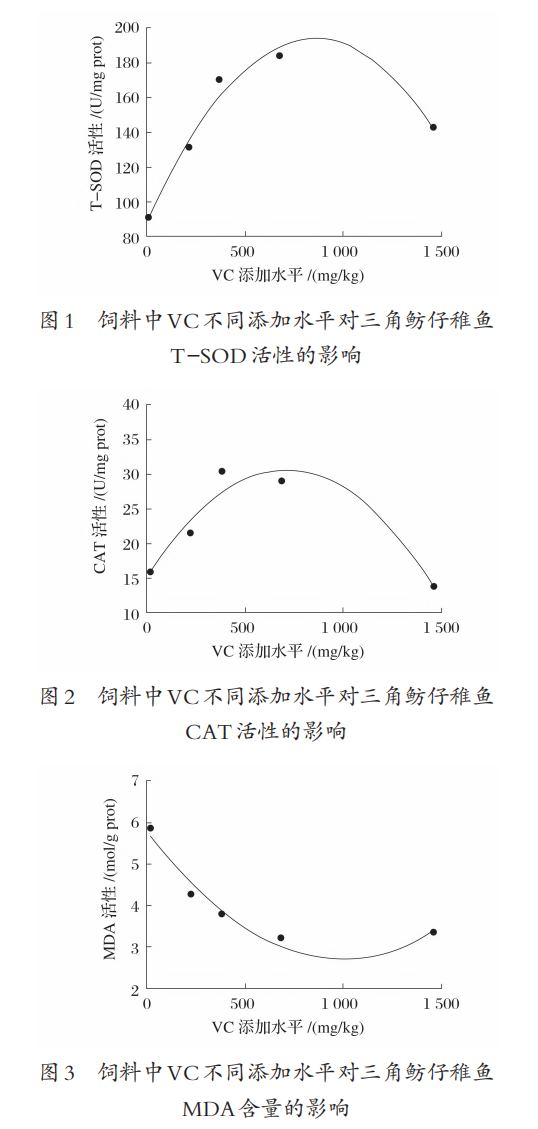 200
180
160
140
120
100
80
T-SOD 活性 /(U/mg prot)
0 500 1 000 1 500
VC 添加水平 /(mg/kg)
图 1 饲料中 VC 不同添加水平对三角鲂仔稚鱼
T-SOD 活性的影响
40
35
30
25
20
15
10
CAT 活性 /(U/mg prot)
0 500 1 000 1 500
VC 添加水平 /(mg/kg)
图 2 饲料中 VC 不同添加水平对三角鲂仔稚鱼
CAT 活性的影响
7
6
5
4
3
2
MDA 活性 /(mol/g prot)
0 500 1 000 1 500
VC 添加水平 /(mg/kg)
图 3 饲料中 VC 不同添加水平对三角鲂仔稚鱼
MDA 含量的影响